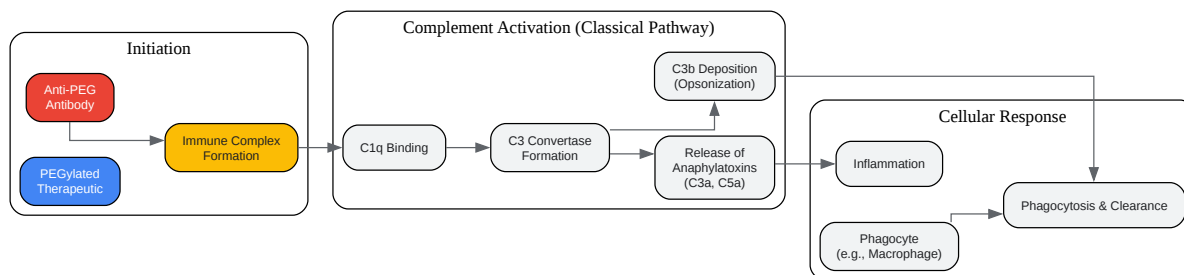 Initiation
Anti-PEG
Antibody
PEGylated
Therapeutic
Immune Complex
Formation
Complement Activation (Classical Pathway)
C1q Binding
C3 Convertase
Formation
C3b Deposition
(Opsonization)
Release of
Anaphylatoxins
(C3a, C5a)
Cellular Response
Inflammation
Phagocyte
(e.g., Macrophage)
Phagocytosis & Clearance